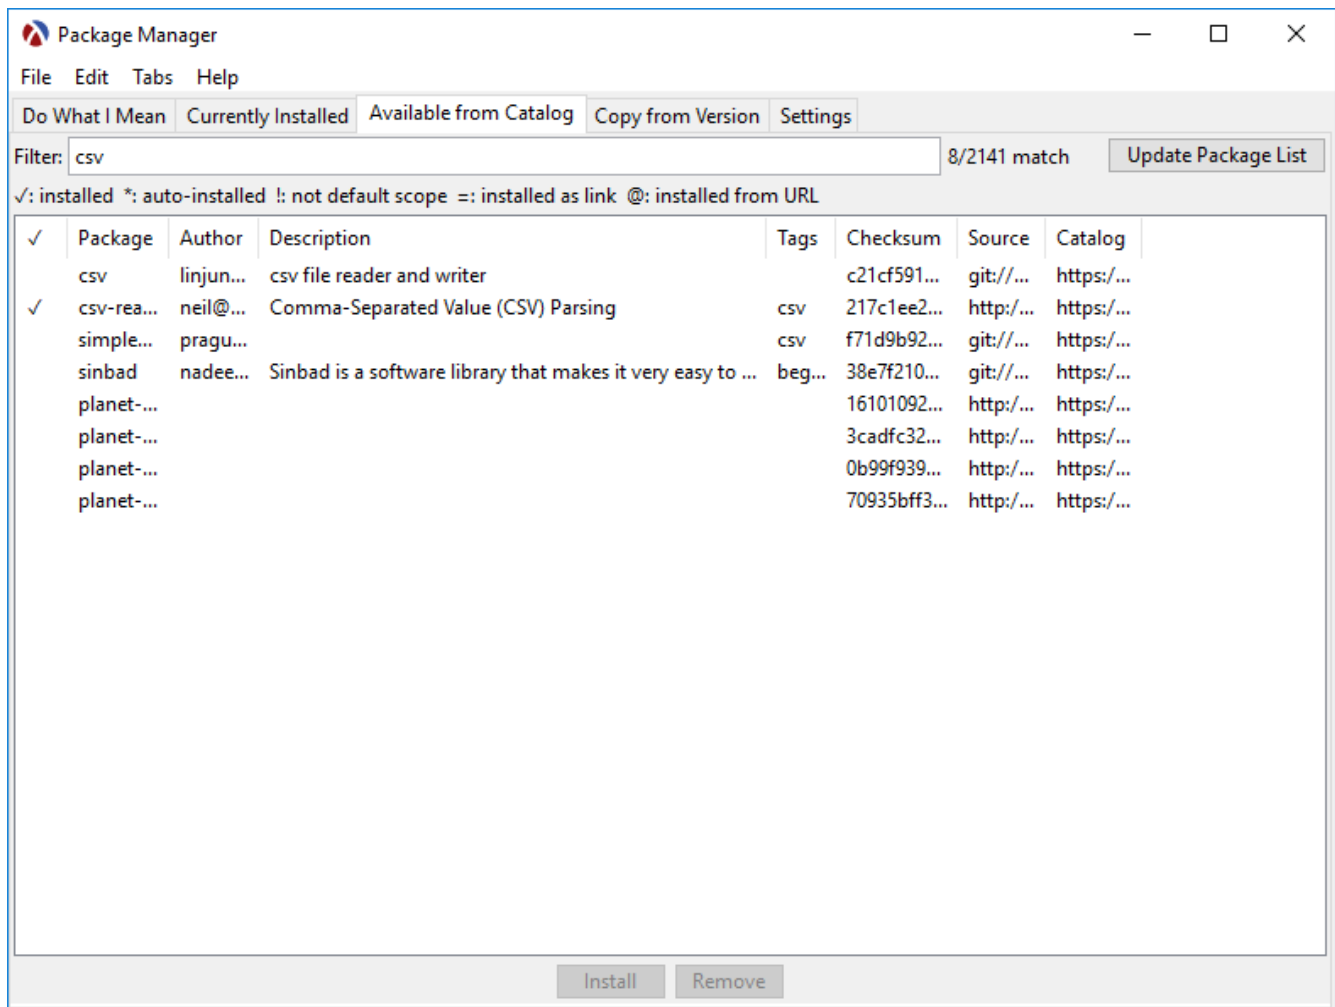 Package Manager
File Edit Tabs Help
Do What I Mean Currently Installed Available from Catalog Copy from Version Settings
Filter: csv 8/2141 match Update Package List
✓: installed *: auto-installed !: not default scope =: installed as link @: installed from URL
✓ Package Author Description Tags Checksum Source Catalog
csv linjun... csv file reader and writer c21cf591... git://... https:/...
✓ csv-rea... neil@... Comma-Separated Value (CSV) Parsing csv 217c1ee2... http:/... https:/...
simple... pragu... csv f71d9b92... git://... https:/...
sinbad nadee... Sinbad is a software library that makes it very easy to ... beg... 38e7f210... git://... https:/...
planet-... 16101092... http:/... https:/...
planet-... 3cadfc32... http:/... https:/...
planet-... 0b99f939... http:/... https:/...
planet-... 70935bff3... http:/... https:/...
Install Remove